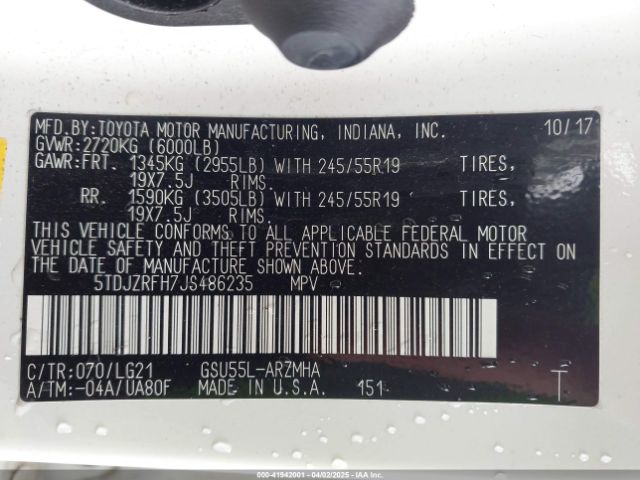 MFD.BY:TOYOTA MOTOR MANUFACTURING, INDIANA, INC. 10/17
GVWR:2720KG (6000LB)
GAWR:FRT. 1345KG (2955LB) WITH 245/55R19 TIRES,
19X7.5J RIMS.
RR. 1590KG (3505LB) WITH 245/55R19 TIRES,
19X7.5J RIMS.
THIS VEHICLE CONFORMS TO ALL APPLICABLE FEDERAL MOTOR
VEHICLE SAFETY AND THEFT PREVENTION STANDARDS IN EFFECT
ON THE DATE OF MANUFACTURE SHOWN ABOVE.
5TDJZRFH7JS486235 MPV
C/TR:070/LG21 GSU55L-ARZMHA
A/TM:-04A/UA80F MADE IN U.S.A. 151 T
000-41942001 - 04/02/2025 - IAAI.COM